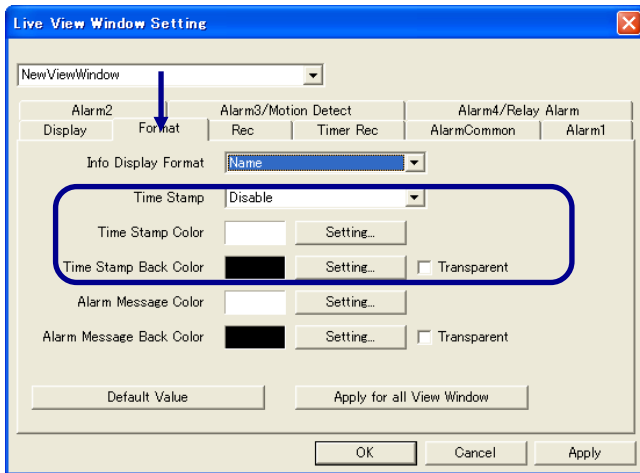 Live View Window Setting
NewViewWindow
Alarm2 Alarm3/Motion Detect Alarm4/Relay Alarm
Display Format Rec Timer Rec AlarmCommon Alarm1
Info Display Format Name
Time Stamp Disable
Time Stamp Color Setting...
Time Stamp Back Color Setting... Transparent
Alarm Message Color Setting...
Alarm Message Back Color Setting... Transparent
Default Value Apply for all View Window
OK Cancel Apply